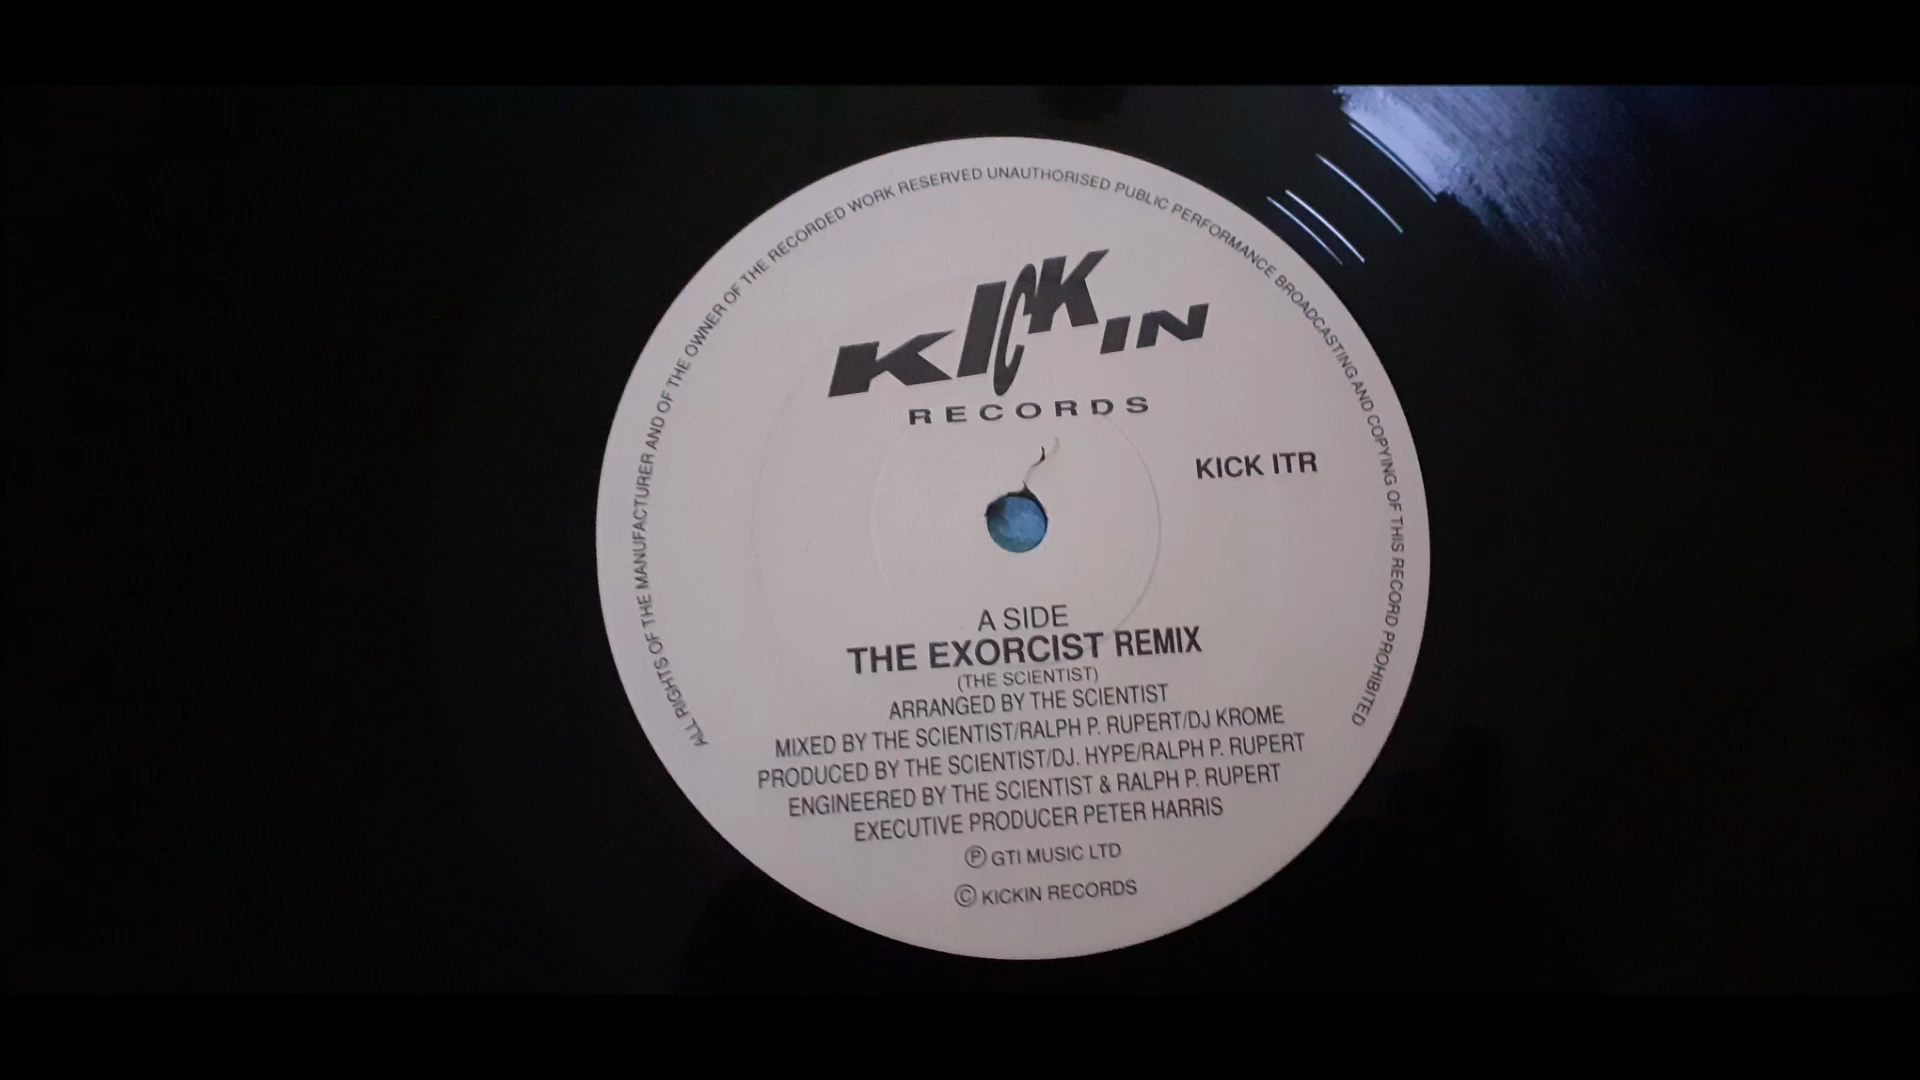 ALL RIGHTS OF THE MANUFACTURER AND OF THE OWNER OF THE RECORDED WORK RESERVED UNAUTHORISED PUBLIC PERFORMANCE BROADCASTING AND COPYING OF THIS RECORD PROHIBITED
KICKIN
RECORDS
KICK ITR
A SIDE
THE EXORCIST REMIX
(THE SCIENTIST)
ARRANGED BY THE SCIENTIST
MIXED BY THE SCIENTIST/RALPH P. RUPERT/DJ KROME
PRODUCED BY THE SCIENTIST/DJ. HYPE/RALPH P. RUPERT
ENGINEERED BY THE SCIENTIST & RALPH P. RUPERT
EXECUTIVE PRODUCER PETER HARRIS
Ⓟ GTI MUSIC LTD
© KICKIN RECORDS